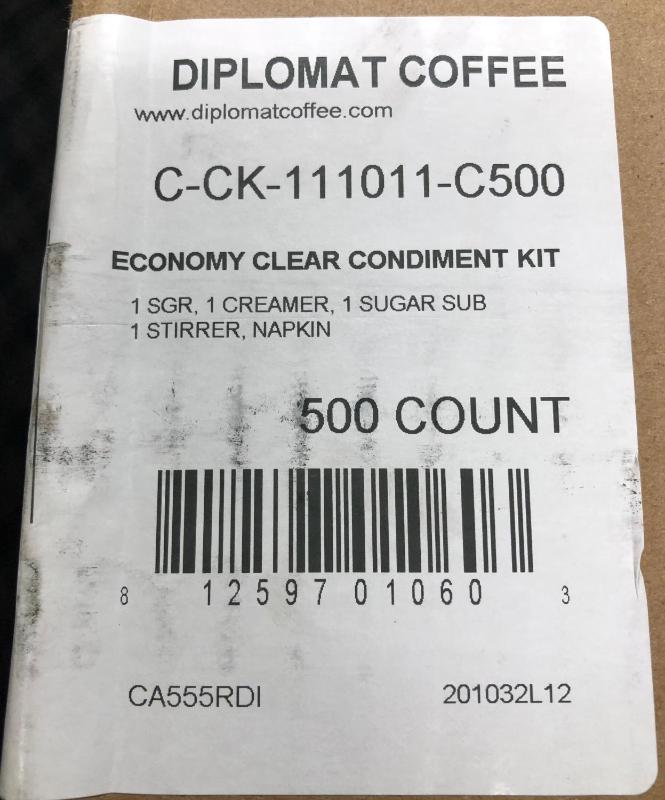 DIPLOMAT COFFEE
www.diplomatcoffee.com
C-CK-111011-C500
ECONOMY CLEAR CONDIMENT KIT
1 SGR, 1 CREAMER, 1 SUGAR SUB
1 STIRRER, NAPKIN
500 COUNT
8 12597 01060 3
CA555RDI 201032L12